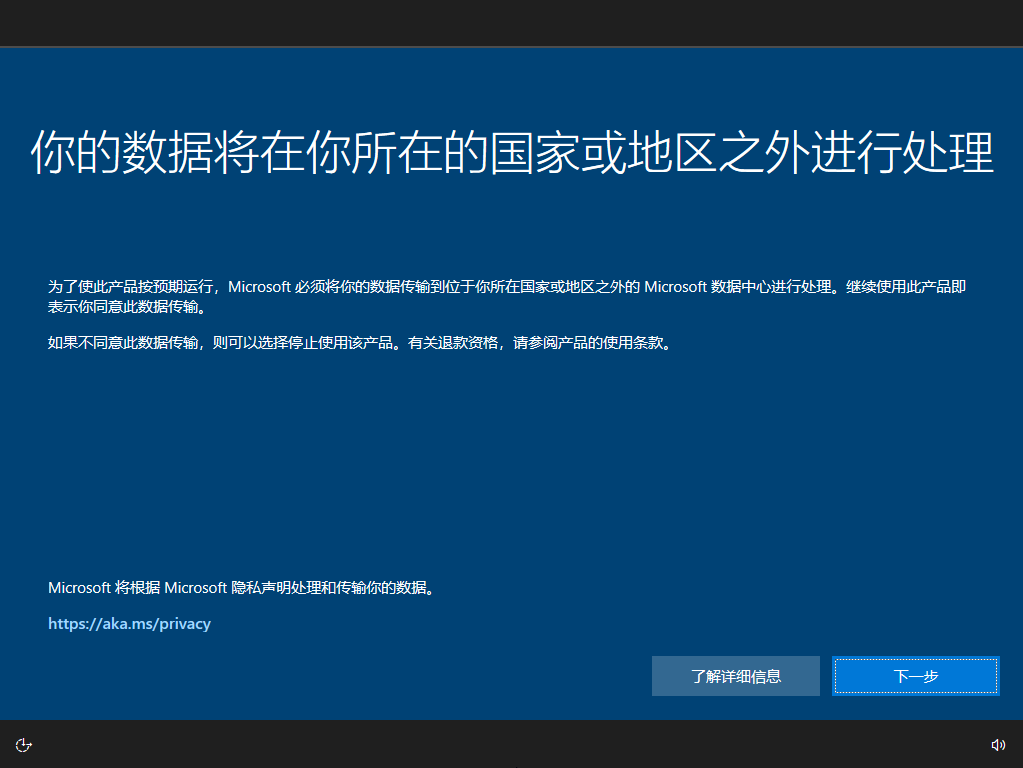 你的数据将在你所在的国家或地区之外进行处理
为了使此产品按预期运行，Microsoft 必须将你的数据传输到位于你所在国家或地区之外的 Microsoft 数据中心进行处理。继续使用此产品即
表示你同意此数据传输。
如果不同意此数据传输，则可以选择停止使用该产品。有关退款资格，请参阅产品的使用条款。
Microsoft 将根据 Microsoft 隐私声明处理和传输你的数据。
https://aka.ms/privacy
了解详细信息
下一步